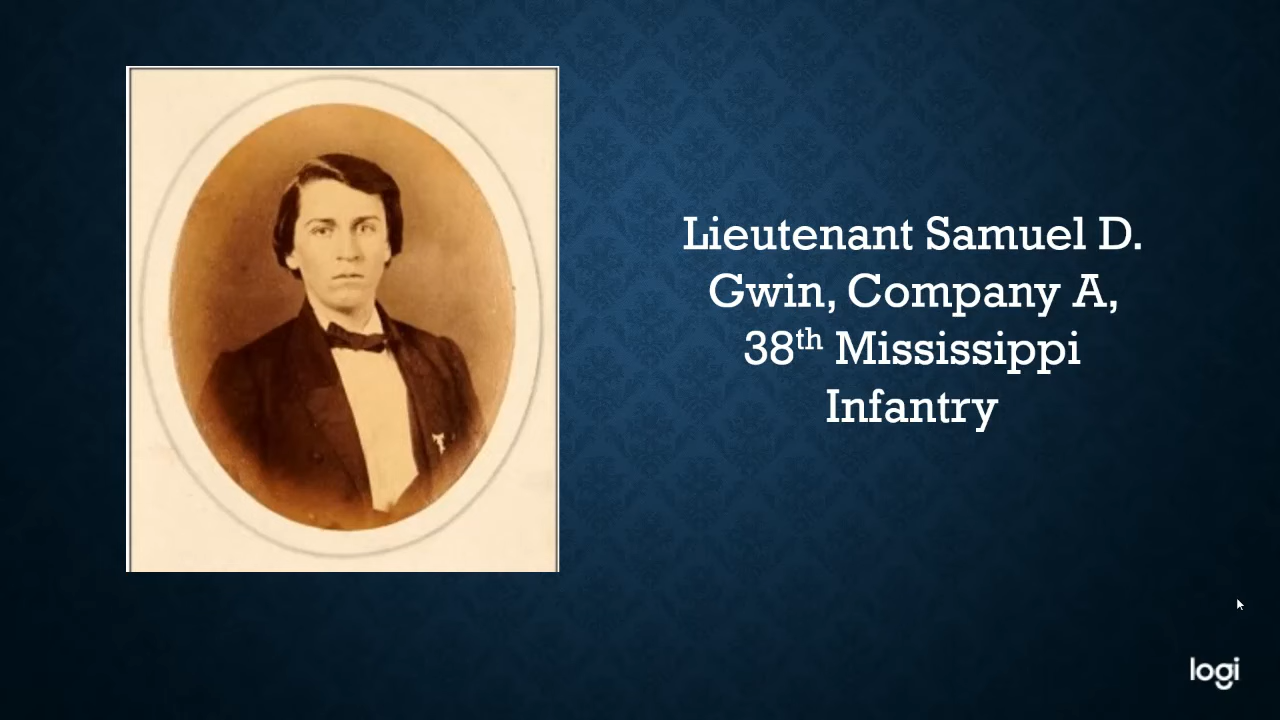 Lieutenant Samuel D.
Gwin, Company A,
38th Mississippi
Infantry
logi